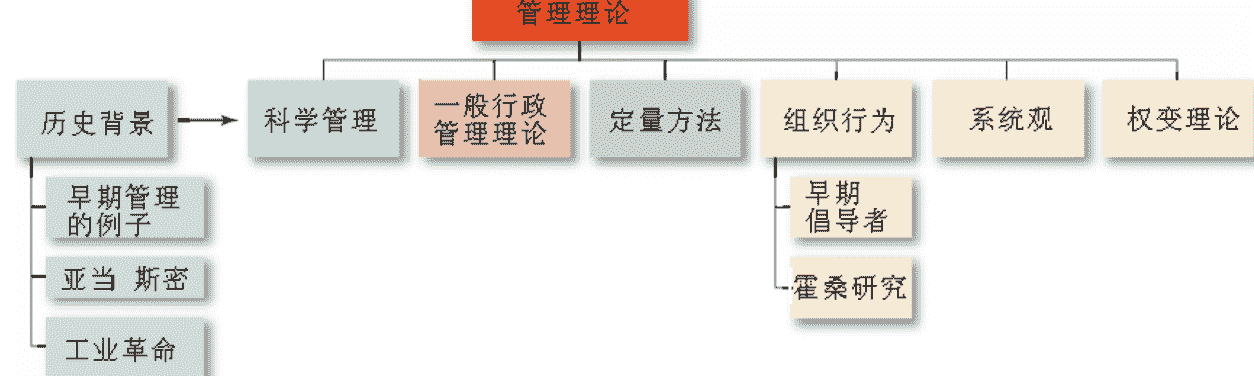 管理理论
历史背景
科学管理
一般行政
管理理论
定量方法
组织行为
系统观
权变理论
早期管理
的例子
亚当 斯密
工业革命
早期
倡导者
霍桑研究